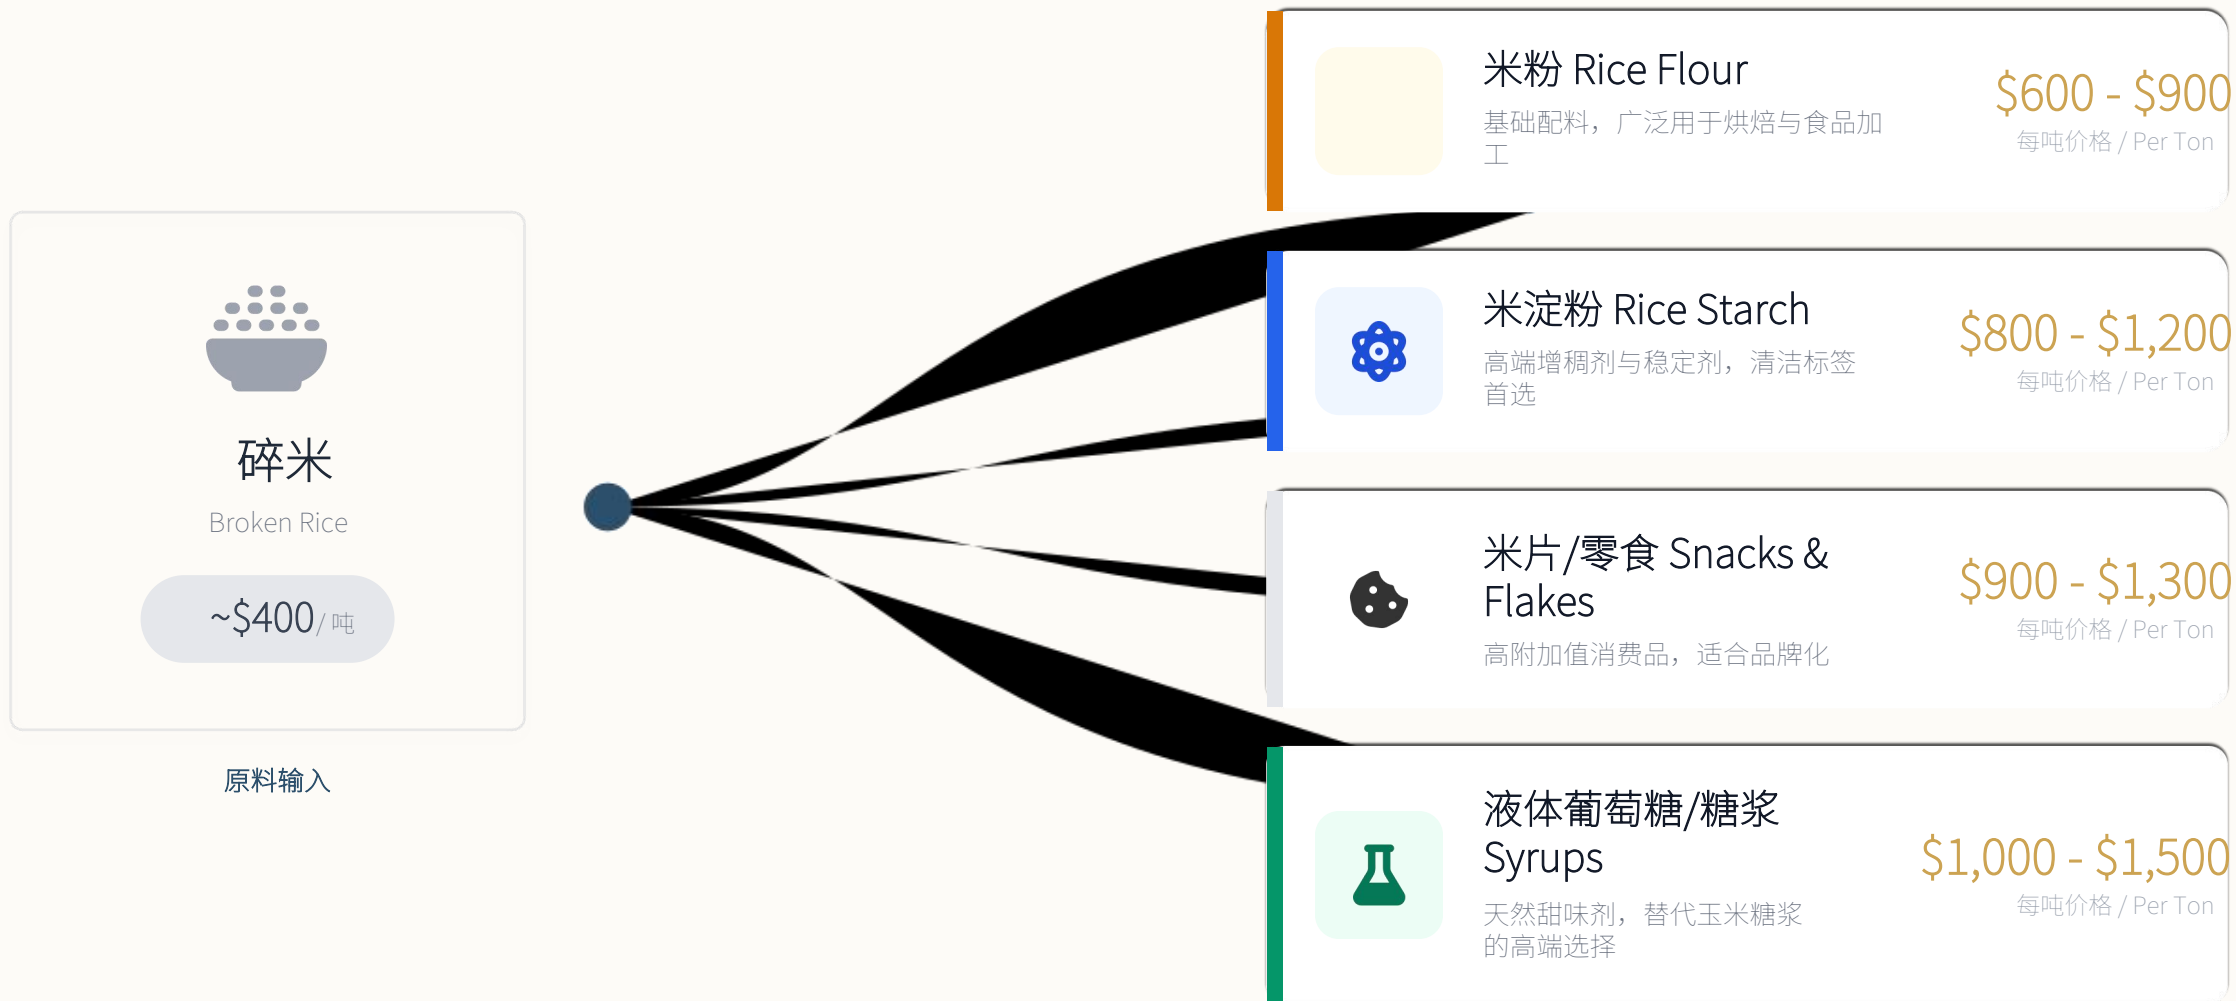 碎米
Broken Rice
~$400 / 吨
原料输入
米粉 Rice Flour
基础配料，广泛用于烘焙与食品加
工
$600 - $900
每吨价格 / Per Ton
米淀粉 Rice Starch
高端增稠剂与稳定剂，清洁标签
首选
$800 - $1,200
每吨价格 / Per Ton
米片/零食 Snacks &
Flakes
高附加值消费品，适合品牌化
$900 - $1,300
每吨价格 / Per Ton
液体葡萄糖/糖浆
Syrups
天然甜味剂，替代玉米糖浆
的高端选择
$1,000 - $1,500
每吨价格 / Per Ton